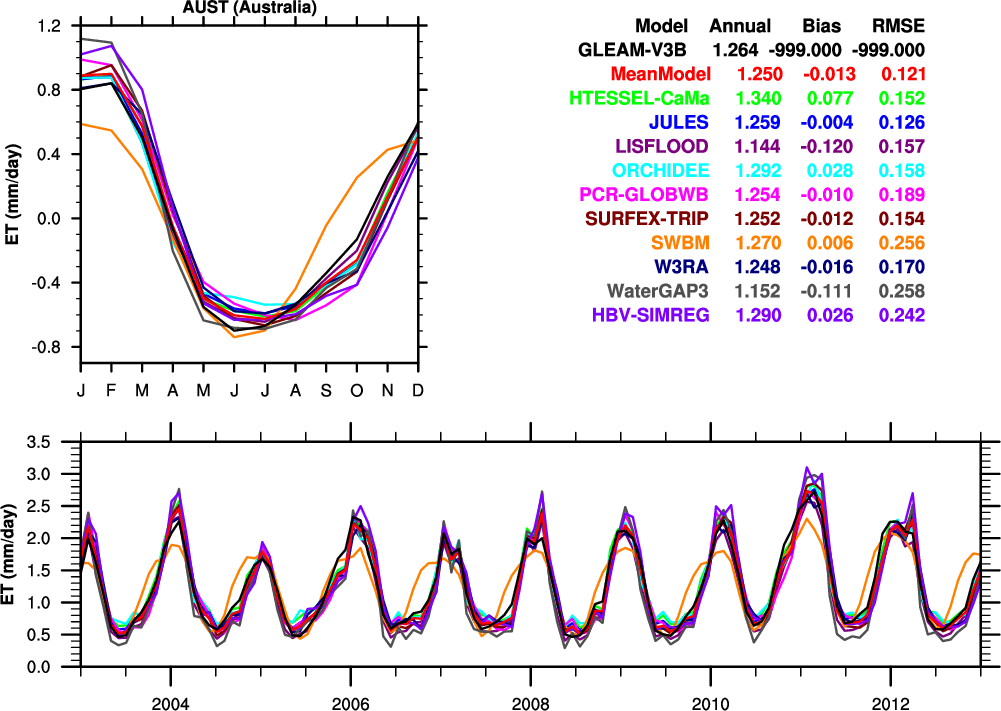 AUST (Australia)
1.2
0.8
0.4
0.0
-0.4
-0.8
ET (mm/day)
J F M A M J J A S O N D
Model Annual Bias RMSE
GLEAM-V3B 1.264 -999.000 -999.000
MeanModel 1.250 -0.013 0.121
HTESSEL-CaMa 1.340 0.077 0.152
JULES 1.259 -0.004 0.126
LISFLOOD 1.144 -0.120 0.157
ORCHIDEE 1.292 0.028 0.158
PCR-GLOBWB 1.254 -0.010 0.189
SURFEX-TRIP 1.252 -0.012 0.154
SWBM 1.270 0.006 0.256
W3RA 1.248 -0.016 0.170
WaterGAP3 1.152 -0.111 0.258
HBV-SIMREG 1.290 0.026 0.242
3.5
3.0
2.5
2.0
1.5
1.0
0.5
0.0
ET (mm/day)
2004 2006 2008 2010 2012